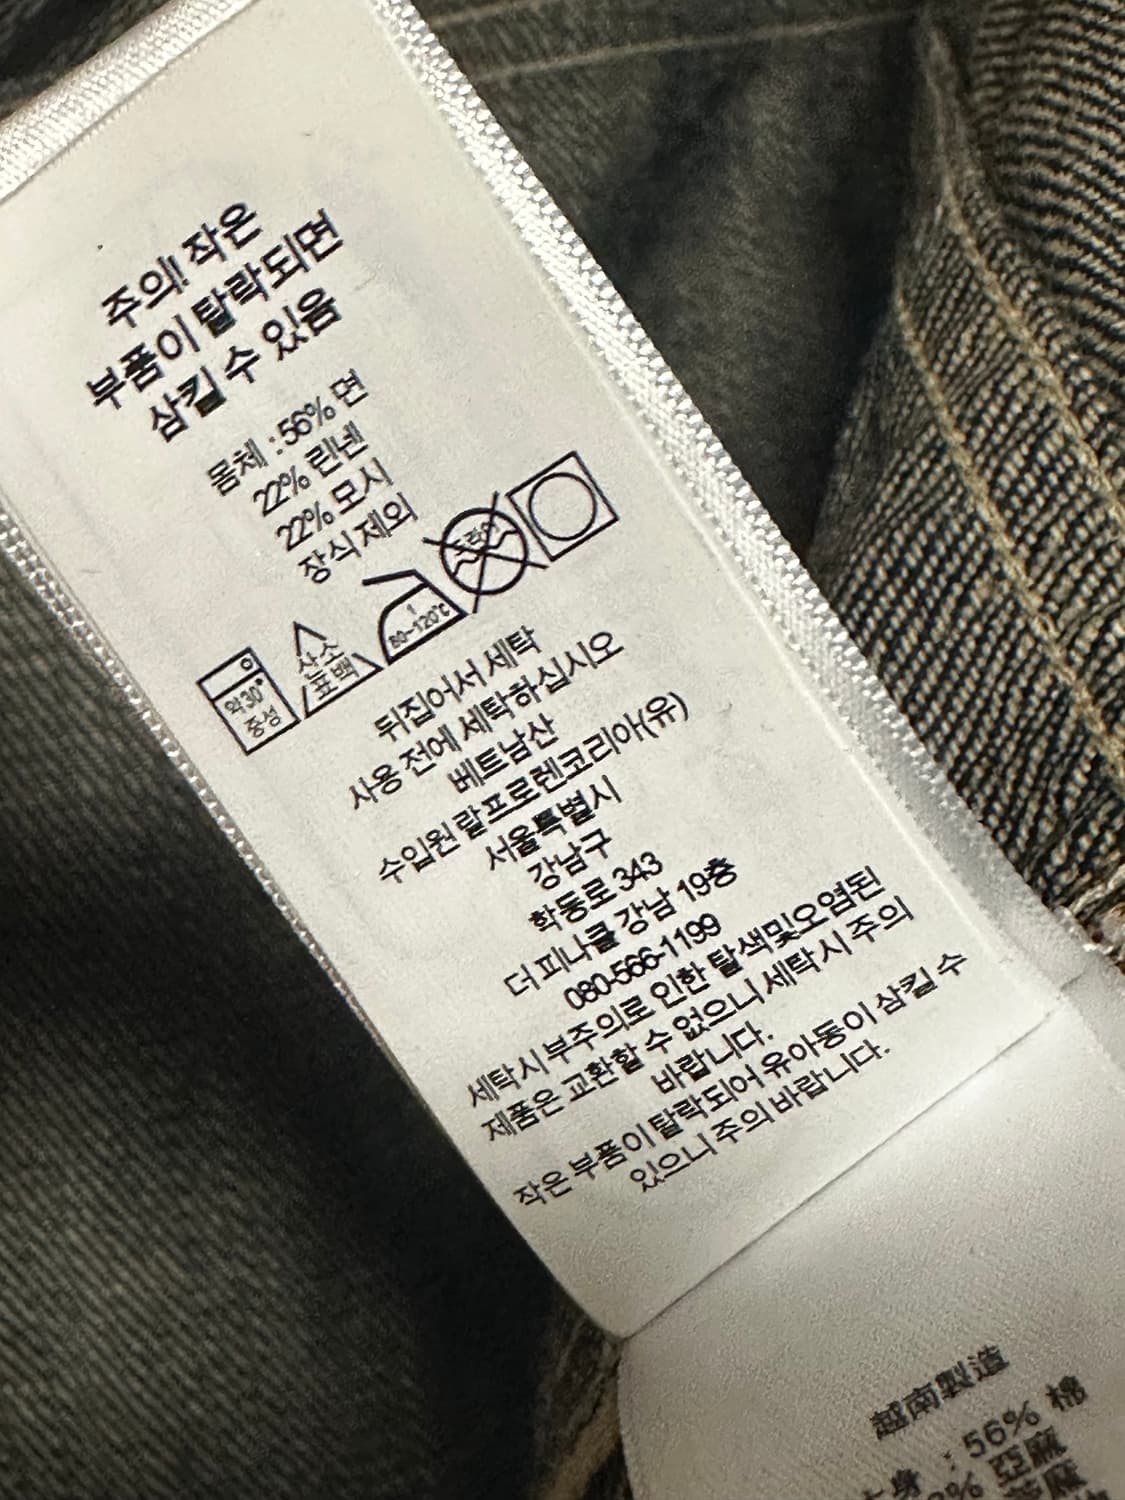 주의! 작은
부품이 탈락되면
삼킬 수 있음
몸체 : 56% 면
22% 린넨
22% 모시
장식 제외
약30°
중성
산소
표백
1
80~120℃
드라이
뒤집어서 세탁
사용 전에 세탁하십시오
베트남산
수입원 랄프로렌코리아(유)
서울특별시
강남구
학동로 343
더 피나클 강남 19층
080-566-1199
세탁시 부주의로 인한 탈색및오염된
제품은 교환할 수 없으니 세탁시 주의
바랍니다.
작은 부품이 탈락되어 유아동이 삼킬 수
있으니 주의 바랍니다.
越南製造
身 : 56% 棉
亞麻